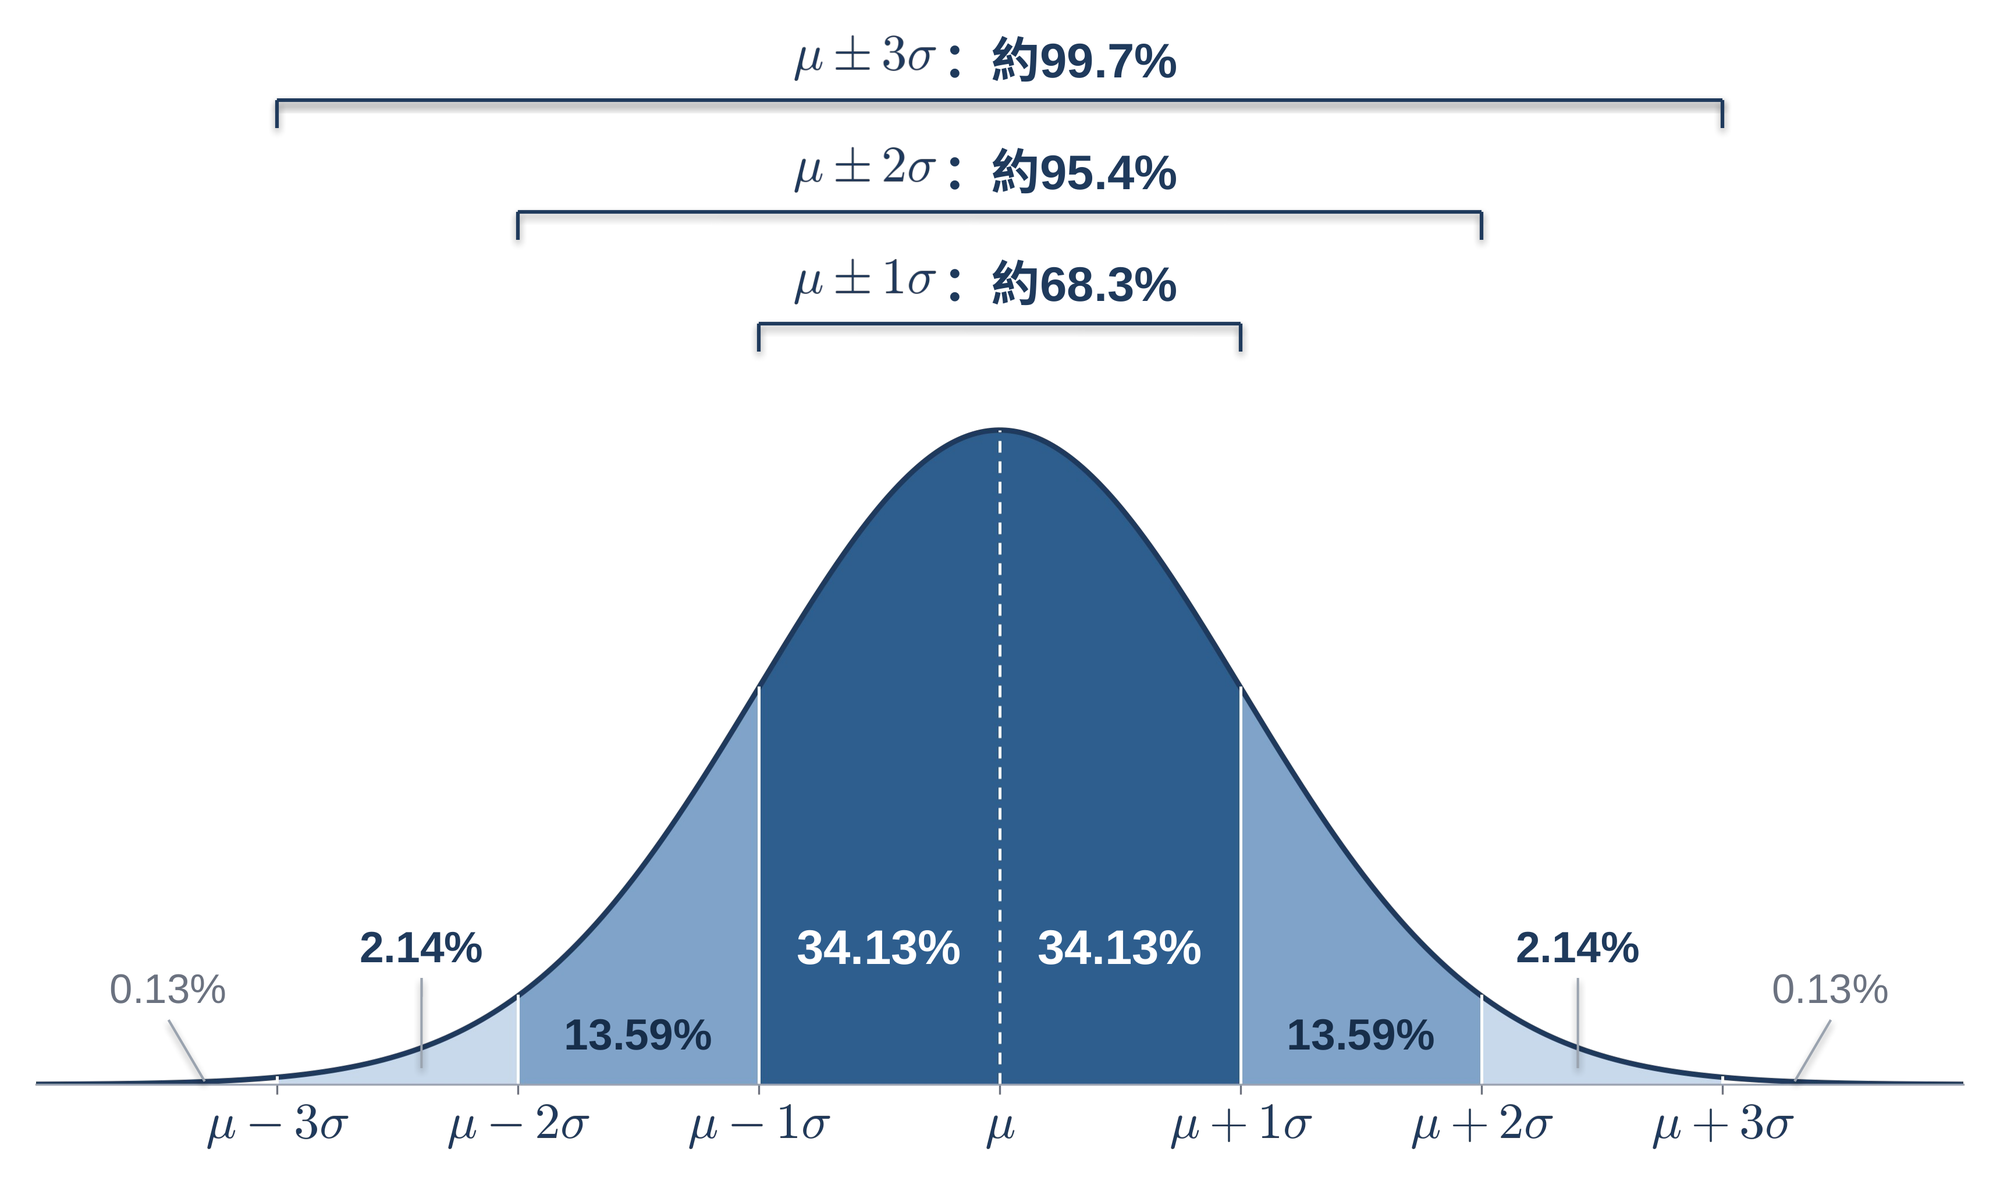 μ ± 3σ：約99.7%
μ ± 2σ：約95.4%
μ ± 1σ：約68.3%
2.14% 34.13% 34.13% 2.14%
0.13% 0.13%
13.59% 13.59%
μ − 3σ μ − 2σ μ − 1σ μ μ + 1σ μ + 2σ μ + 3σ